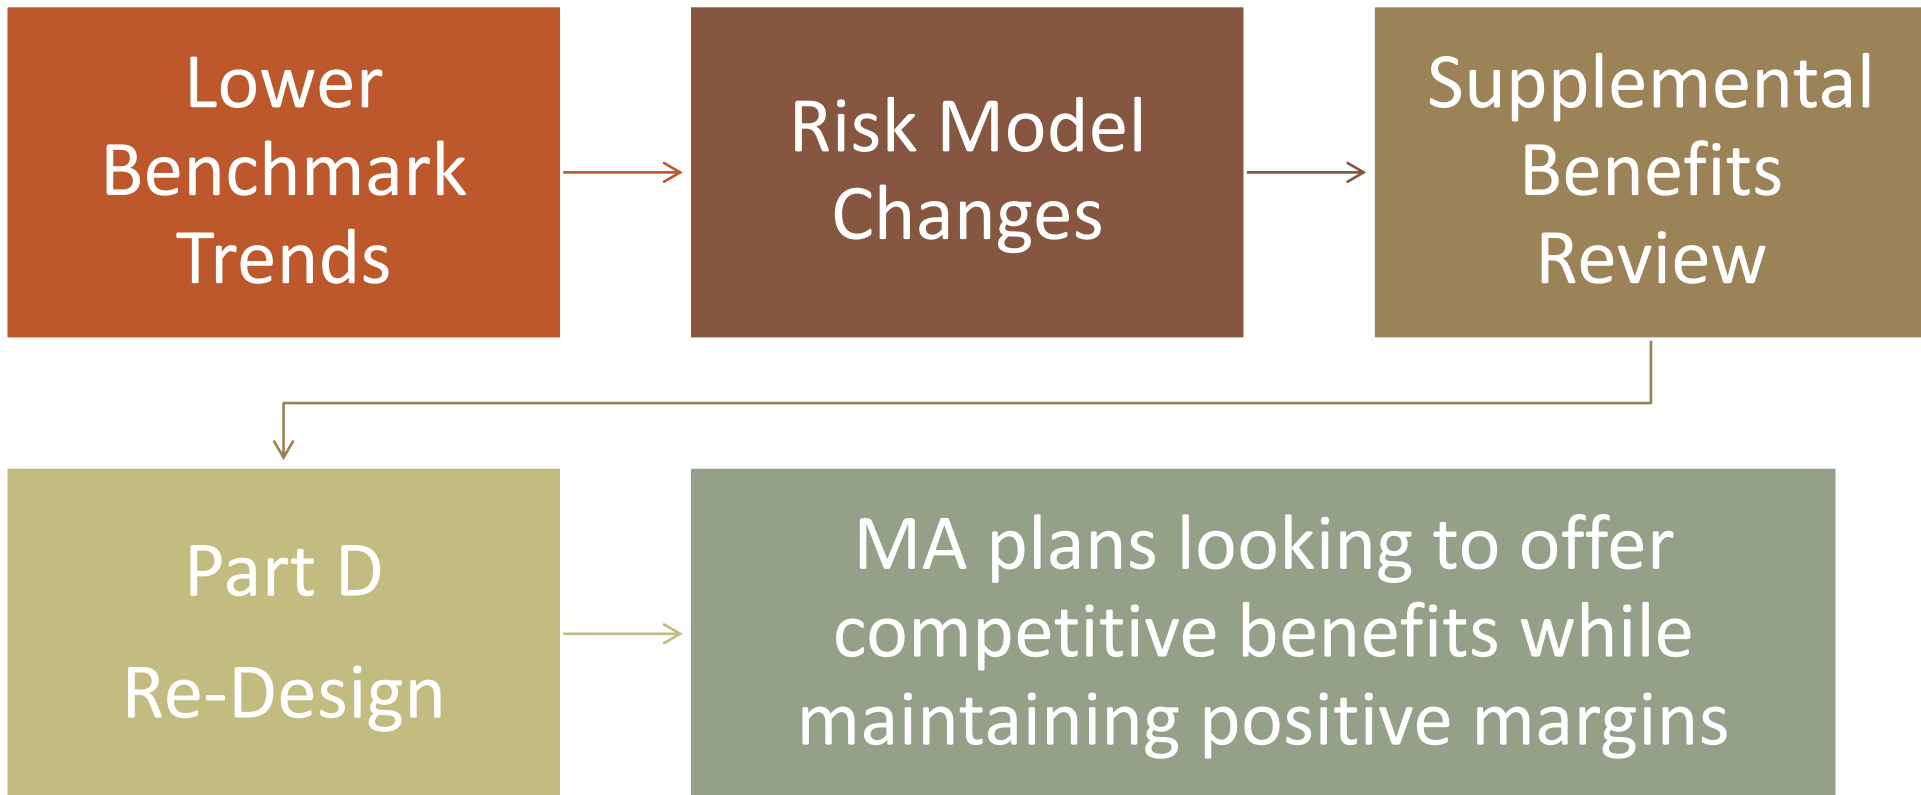 Lower
Benchmark
Trends
Risk Model
Changes
Supplemental
Benefits
Review
Part D
Re-Design
MA plans looking to offer
competitive benefits while
maintaining positive margins